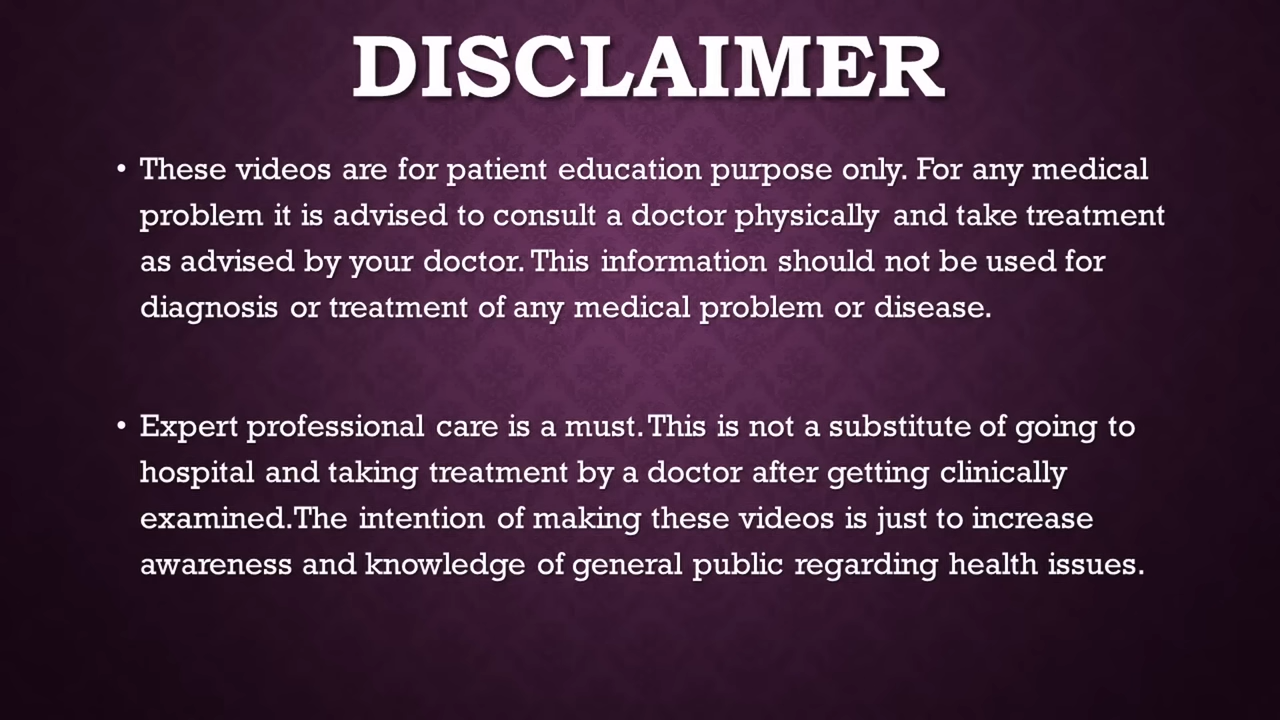 DISCLAIMER
• These videos are for patient education purpose only. For any medical
problem it is advised to consult a doctor physically and take treatment
as advised by your doctor. This information should not be used for
diagnosis or treatment of any medical problem or disease.
• Expert professional care is a must. This is not a substitute of going to
hospital and taking treatment by a doctor after getting clinically
examined.The intention of making these videos is just to increase
awareness and knowledge of general public regarding health issues.